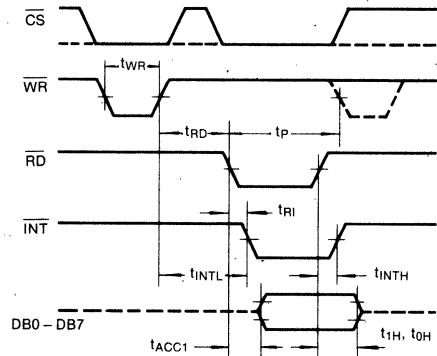 CS
tWR
WR
tRD
tP
RD
tRI
INT
tINTL
tINTH
DB0 – DB7
tACC1
t1H, t0H